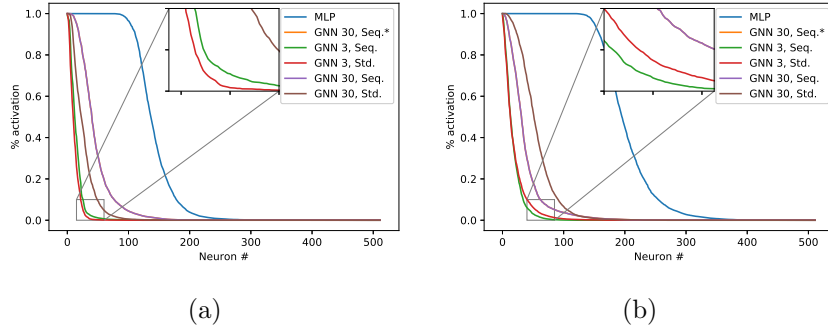 MLP
GNN 30, Seq.*
GNN 3, Seq.
GNN 3, Std.
GNN 30, Seq.
GNN 30, Std.
% activation
1.0
0.8
0.6
0.4
0.2
0.0
0 100 200 300 400 500
Neuron #
(a)
MLP
GNN 30, Seq.*
GNN 3, Seq.
GNN 3, Std.
GNN 30, Seq.
GNN 30, Std.
% activation
1.0
0.8
0.6
0.4
0.2
0.0
0 100 200 300 400 500
Neuron #
(b)